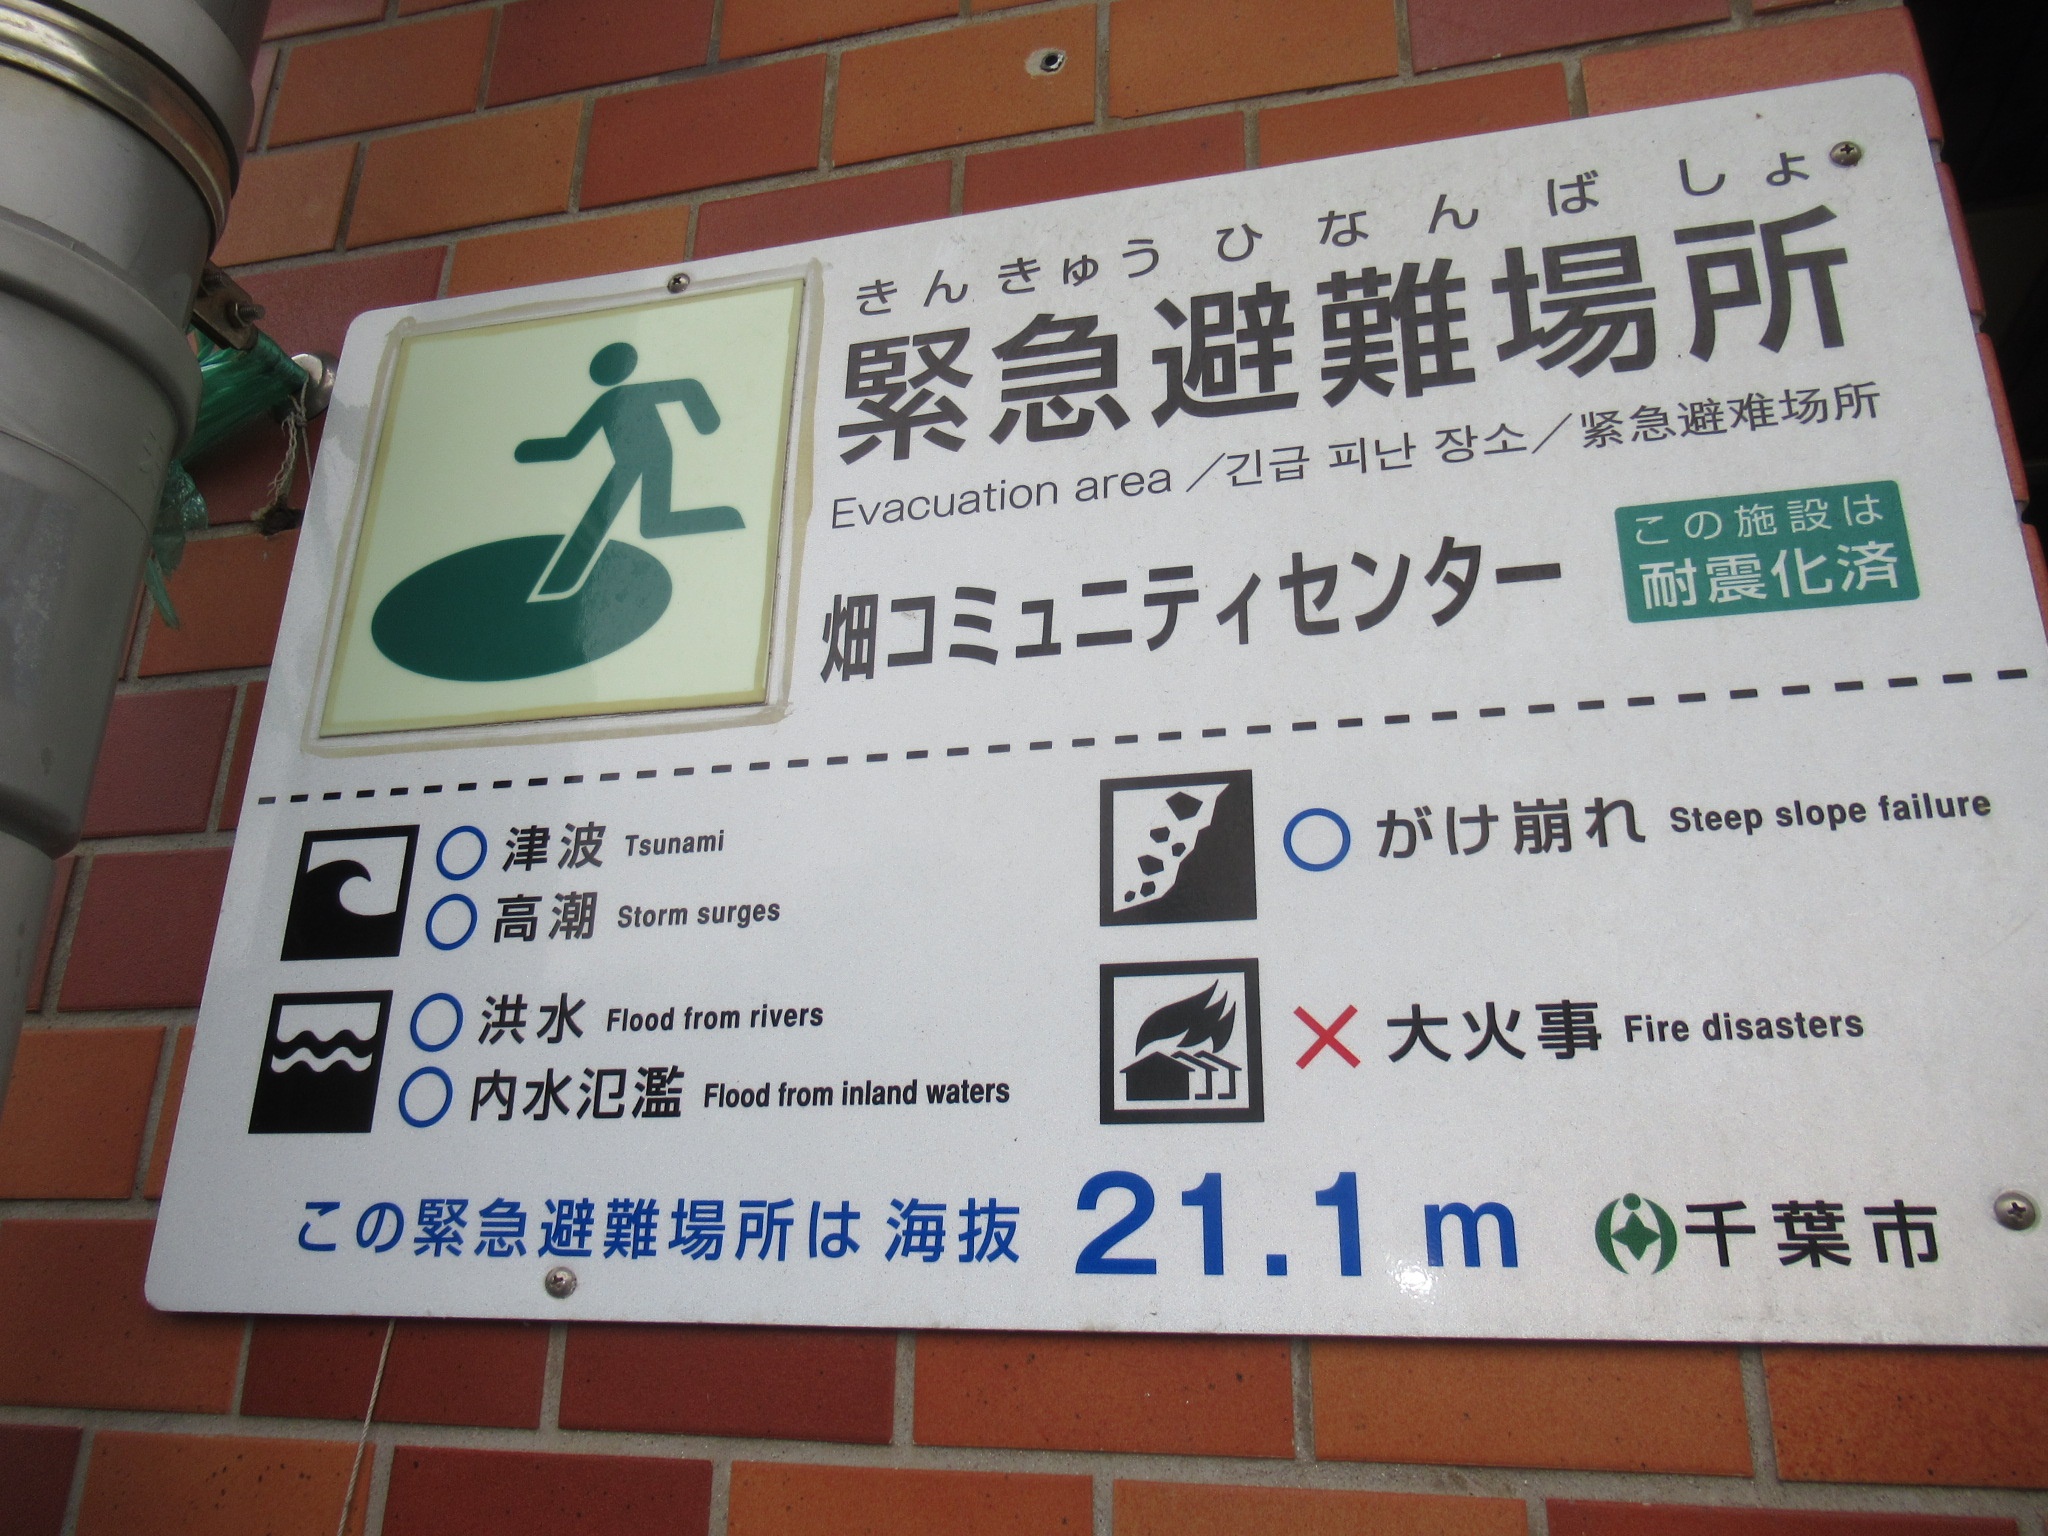 きんきゅうひなんばしょ
緊急避難場所
Evacuation area／긴급 피난 장소／紧急避难场所
畑コミュニティセンター
この施設は
耐震化済
○ 津波 Tsunami
○ 高潮 Storm surges
○ 洪水 Flood from rivers
○ 内水氾濫 Flood from inland waters
○ がけ崩れ Steep slope failure
× 大火事 Fire disasters
この緊急避難場所は 海抜 21.1 m
千葉市